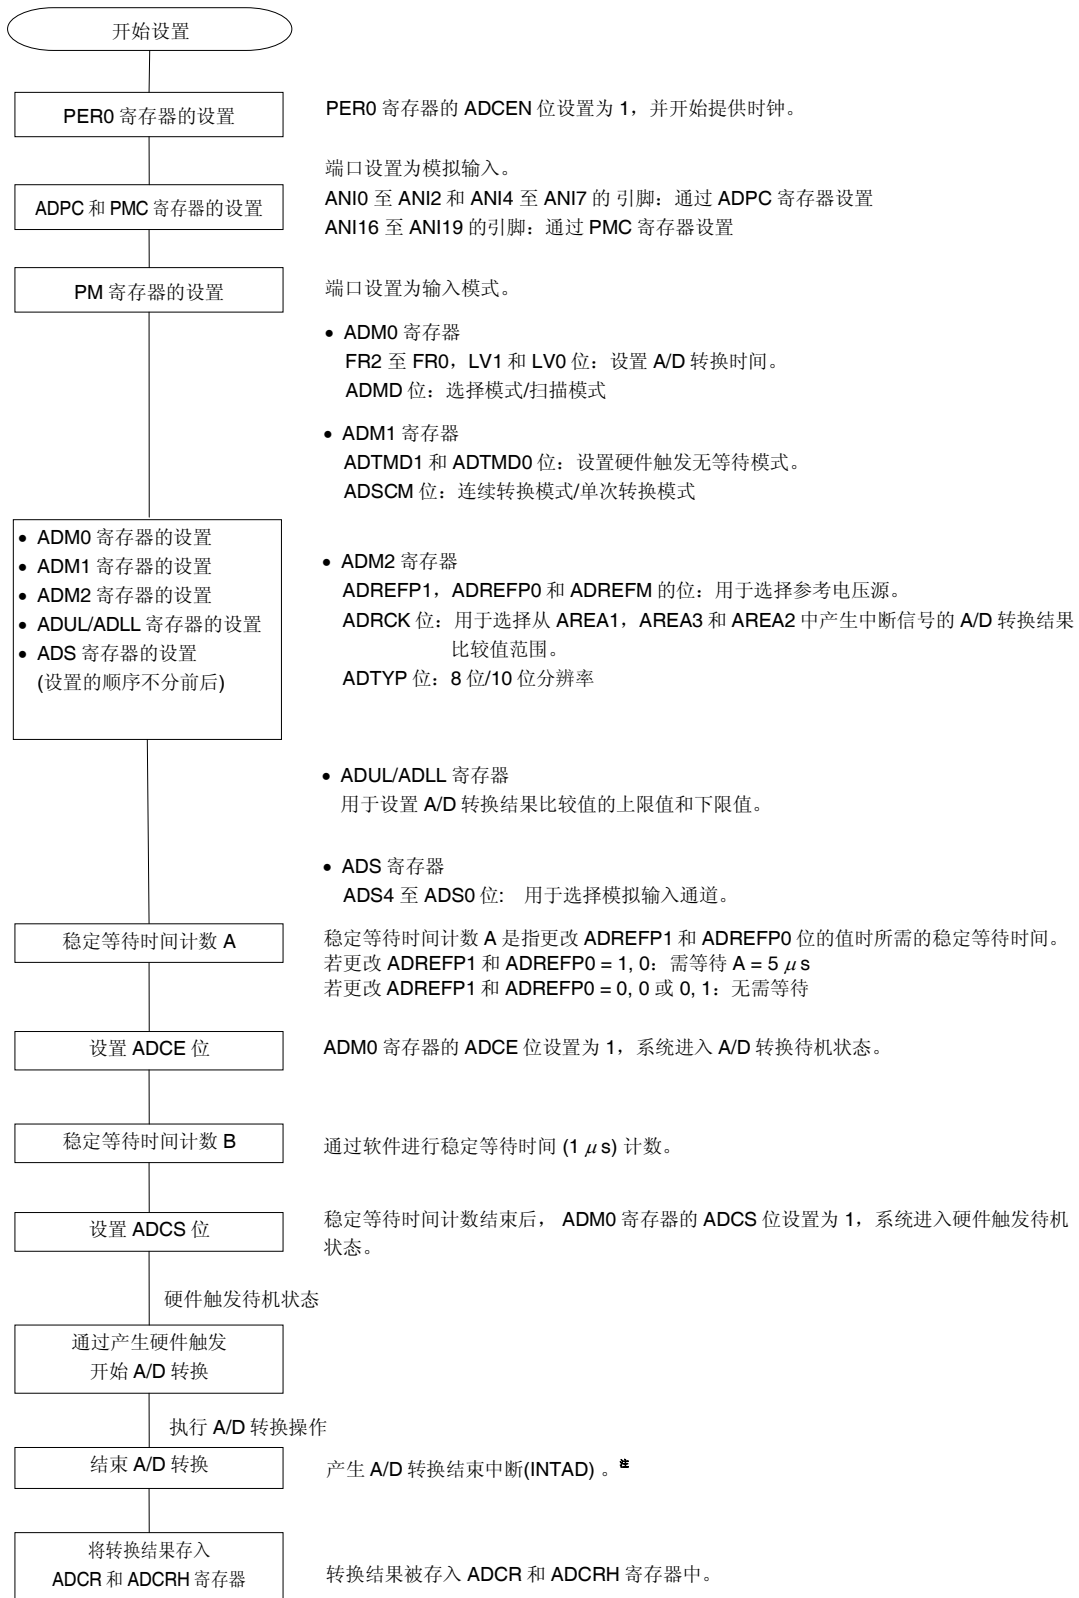 开始设置
PER0 寄存器的设置
PER0 寄存器的 ADCEN 位设置为 1，并开始提供时钟。
ADPC 和 PMC 寄存器的设置
端口设置为模拟输入。
ANI0 至 ANI2 和 ANI4 至 ANI7 的 引脚：通过 ADPC 寄存器设置
ANI16 至 ANI19 的引脚：通过 PMC 寄存器设置
PM 寄存器的设置
端口设置为输入模式。
• ADM0 寄存器
FR2 至 FR0，LV1 和 LV0 位：设置 A/D 转换时间。
ADMD 位：选择模式/扫描模式
• ADM1 寄存器
ADTMD1 和 ADTMD0 位：设置硬件触发无等待模式。
ADSCM 位：连续转换模式/单次转换模式
• ADM0 寄存器的设置
• ADM1 寄存器的设置
• ADM2 寄存器的设置
• ADUL/ADLL 寄存器的设置
• ADS 寄存器的设置
(设置的顺序不分前后)
• ADM2 寄存器
ADREFP1，ADREFP0 和 ADREFM 的位：用于选择参考电压源。
ADRCK 位：用于选择从 AREA1，AREA3 和 AREA2 中产生中断信号的 A/D 转换结果
比较值范围。
ADTYP 位：8 位/10 位分辨率
• ADUL/ADLL 寄存器
用于设置 A/D 转换结果比较值的上限值和下限值。
• ADS 寄存器
ADS4 至 ADS0 位： 用于选择模拟输入通道。
稳定等待时间计数 A
稳定等待时间计数 A 是指更改 ADREFP1 和 ADREFP0 位的值时所需的稳定等待时间。
若更改 ADREFP1 和 ADREFP0 = 1, 0：需等待 A = 5 μs
若更改 ADREFP1 和 ADREFP0 = 0, 0 或 0, 1：无需等待
设置 ADCE 位
ADM0 寄存器的 ADCE 位设置为 1，系统进入 A/D 转换待机状态。
稳定等待时间计数 B
通过软件进行稳定等待时间 (1 μs) 计数。
设置 ADCS 位
稳定等待时间计数结束后， ADM0 寄存器的 ADCS 位设置为 1，系统进入硬件触发待机
状态。
硬件触发待机状态
通过产生硬件触发
开始 A/D 转换
执行 A/D 转换操作
结束 A/D 转换
产生 A/D 转换结束中断(INTAD) 。注
将转换结果存入
ADCR 和 ADCRH 寄存器
转换结果被存入 ADCR 和 ADCRH 寄存器中。